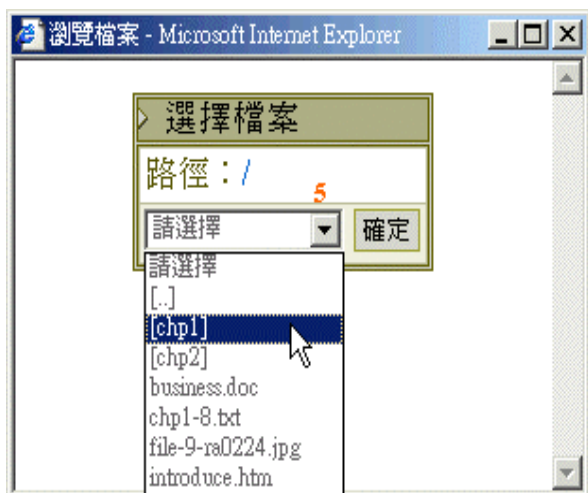 瀏覽檔案 - Microsoft Internet Explorer
選擇檔案
路徑：/
5
請選擇 確定
請選擇
[..]
[chp1]
[chp2]
business.doc
chp1-8.txt
file-9-ra0224.jpg
introduce.htm